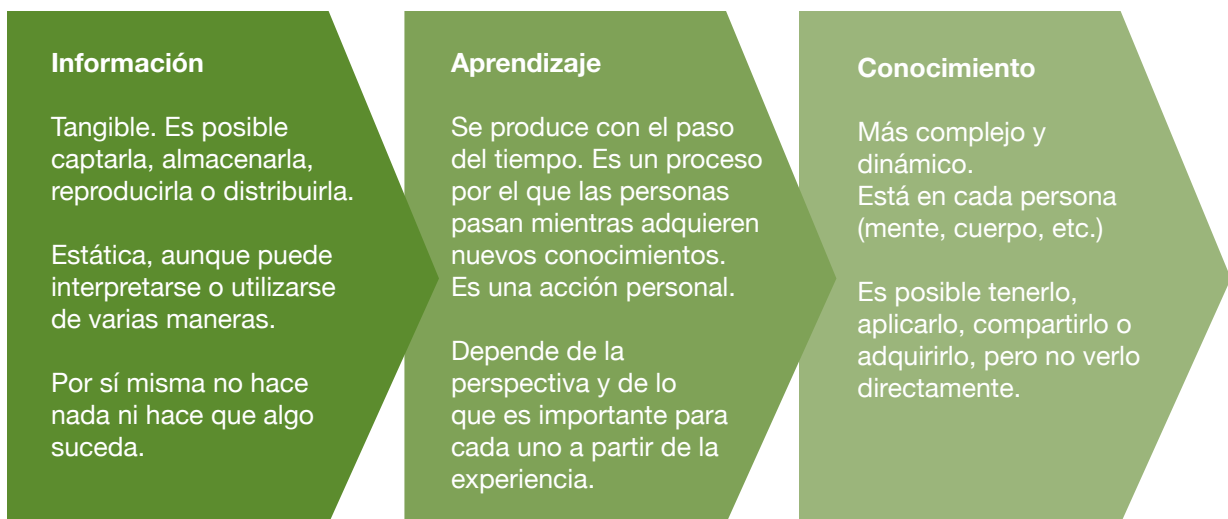 Información
Tangible. Es posible
captarla, almacenarla,
reproducirla o distribuirla.
Estática, aunque puede
interpretarse o utilizarse
de varias maneras.
Por sí misma no hace
nada ni hace que algo
suceda.
Aprendizaje
Se produce con el paso
del tiempo. Es un proceso
por el que las personas
pasan mientras adquieren
nuevos conocimientos.
Es una acción personal.
Depende de la
perspectiva y de lo
que es importante para
cada uno a partir de la
experiencia.
Conocimiento
Más complejo y
dinámico.
Está en cada persona
(mente, cuerpo, etc.)
Es posible tenerlo,
aplicarlo, compartirlo o
adquirirlo, pero no verlo
directamente.